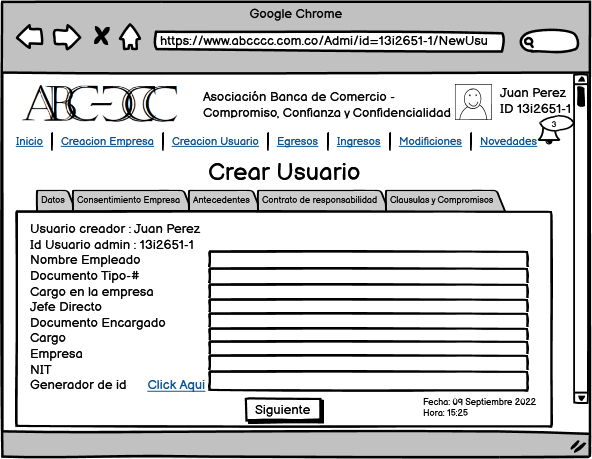 Google Chrome
https://www.abcccc.com.co/Admi/id=13i2651-1/NewUsu
ABC-CCC
Asociación Banca de Comercio -
Compromiso, Confianza y Confidencialidad
Juan Perez
ID 13i2651-1
3
Inicio
Creacion Empresa
Creacion Usuario
Egresos
Ingresos
Modificiones
Novedades
Crear Usuario
Datos
Consentimiento Empresa
Antecedentes
Contrato de responsabilidad
Clausulas y Compromisos
Usuario creador : Juan Perez
Id Usuario admin : 13i2651-1
Nombre Empleado
Documento Tipo-#
Cargo en la empresa
Jefe Directo
Documento Encargado
Cargo
Empresa
NIT
Generador de id Click Aqui
Siguiente
Fecha: 09 Septiembre 2022
Hora: 15:25